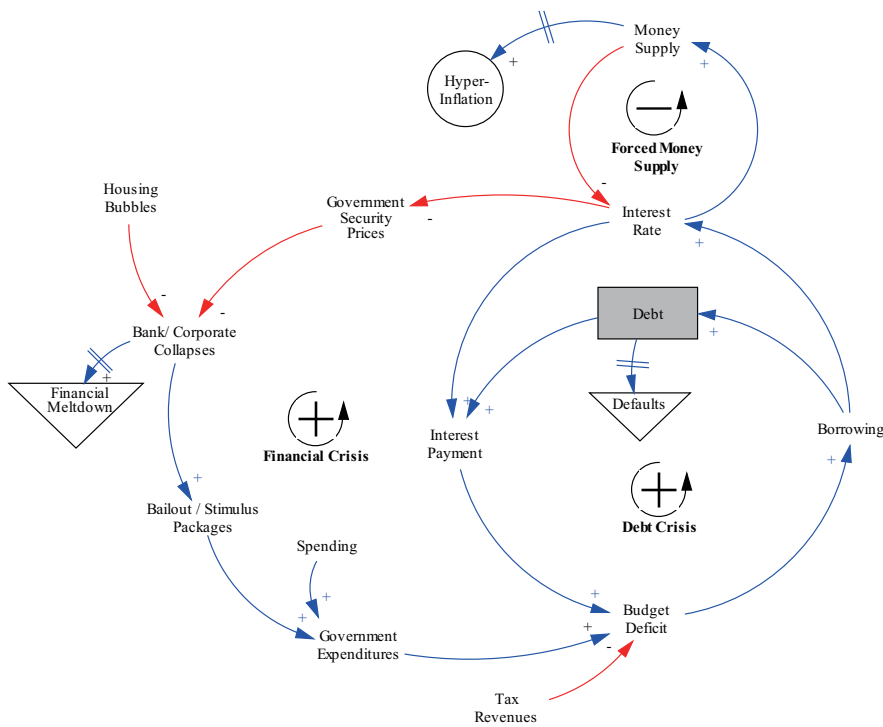 Money
Supply
+
+
Hyper-
Inflation
Forced Money
Supply
-
Housing
Bubbles
Government
Security
Prices
-
Interest
Rate
+
-
-
Bank/ Corporate
Collapses
Debt
+
+
Financial
Meltdown
Defaults
+
+
Financial Crisis
Interest
Payment
Borrowing
+
+
Bailout / Stimulus
Packages
Debt Crisis
Spending
+
+
+
Government
Expenditures
+
-
Budget
Deficit
Tax
Revenues